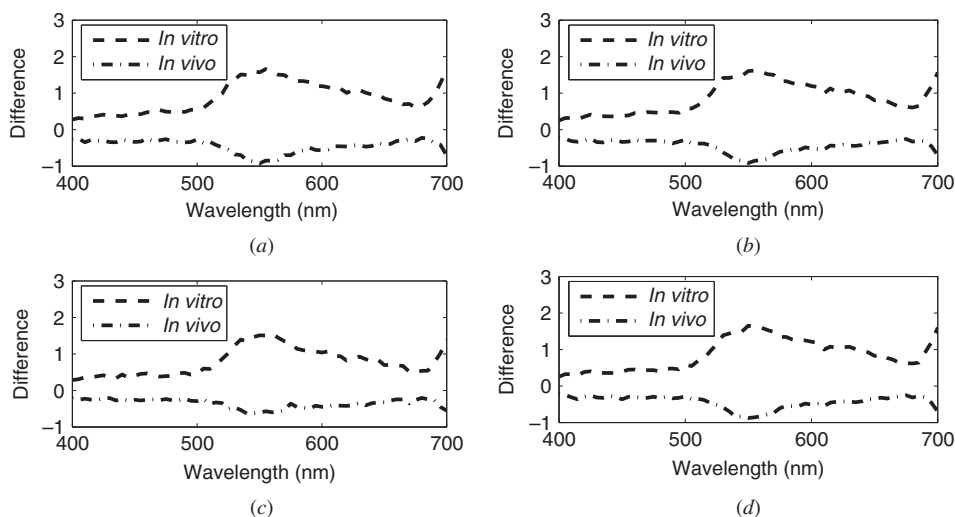 3
2
1
0
−1
Difference
In vitro
In vivo
400 500 600 700
Wavelength (nm)
(a)
3
2
1
0
−1
Difference
In vitro
In vivo
400 500 600 700
Wavelength (nm)
(b)
3
2
1
0
−1
Difference
In vitro
In vivo
400 500 600 700
Wavelength (nm)
(c)
3
2
1
0
−1
Difference
In vitro
In vivo
400 500 600 700
Wavelength (nm)
(d)